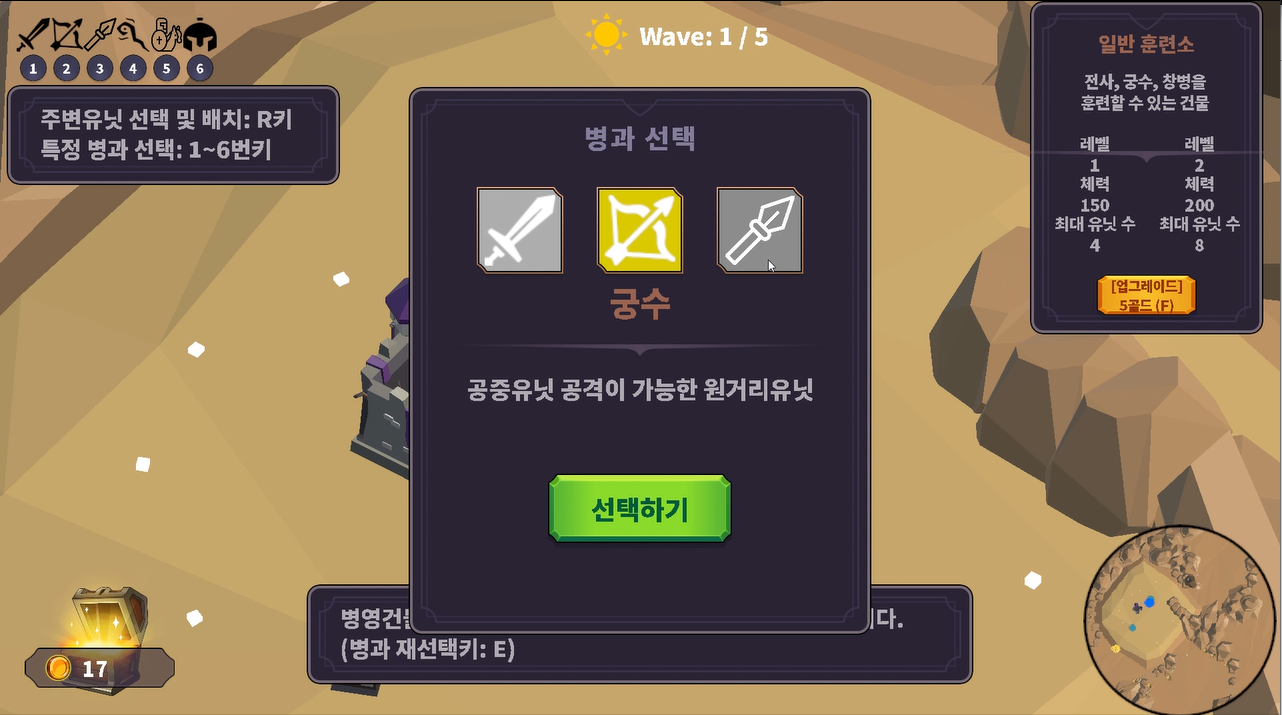 1 2 3 4 5 6
주변유닛 선택 및 배치: R키
특정 병과 선택: 1~6번키
Wave: 1 / 5
병과 선택
궁수
공중유닛 공격이 가능한 원거리유닛
선택하기
일반 훈련소
전사, 궁수, 창병을
훈련할 수 있는 건물
레벨 레벨
1 2
체력 체력
150 200
최대 유닛 수 최대 유닛 수
4 8
[업그레이드]
5골드 (F)
(병과 재선택키: E)
17